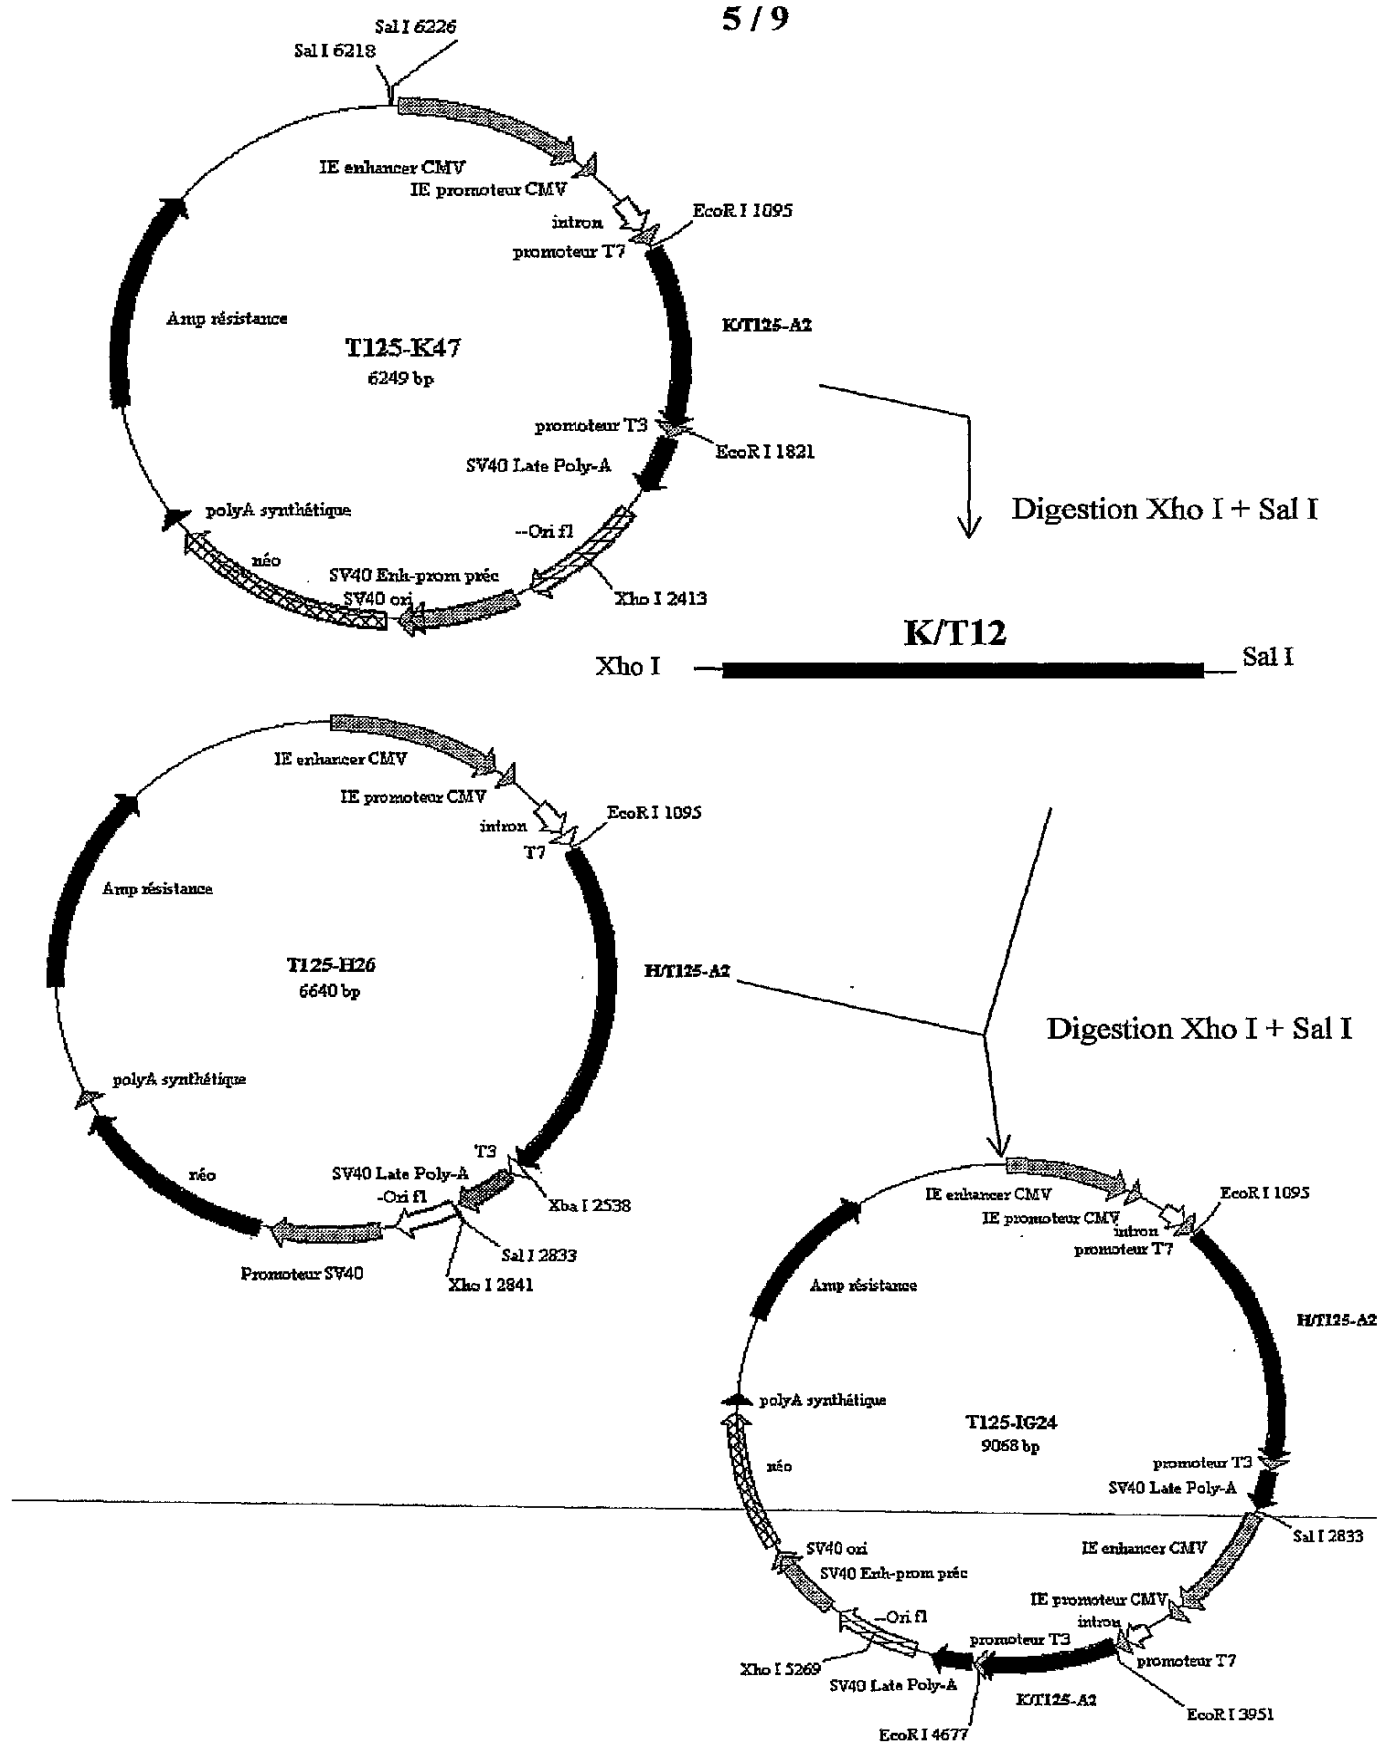 5 / 9
Sal I 6226
Sal I 6218
IE enhancer CMV
IE promoteur CMV
EcoR I 1095
intron
promoteur T7
Amp résistance
K/T125-A2
T125-K47
6249 bp
promoteur T3
EcoR I 1821
SV40 Late Poly-A
polyA synthétique
Digestion Xho I + Sal I
--Ori f1
néo
SV40 Enh-prom préc
SV40 ori
Xho I 2413
K/T12
Xho I
Sal I
IE enhancer CMV
IE promoteur CMV
EcoR I 1095
intron
T7
Amp résistance
T125-H26
6640 bp
H/T125-A2
Digestion Xho I + Sal I
polyA synthétique
T3
SV40 Late Poly-A
néo
-Ori f1
Xba I 2538
Sal I 2833
Promoteur SV40
Xho I 2841
IE enhancer CMV
EcoR I 1095
IE promoteur CMV
intron
promoteur T7
Amp résistance
H/T125-A2
polyA synthétique
T125-IG24
9068 bp
promoteur T3
néo
SV40 Late Poly-A
Sal I 2833
SV40 ori
IE enhancer CMV
SV40 Enh-prom préc
IE promoteur CMV
--Ori f1
intron
promoteur T3
promoteur T7
Xho I 5269
SV40 Late Poly-A
K/T125-A2
EcoR I 3951
EcoR I 4677